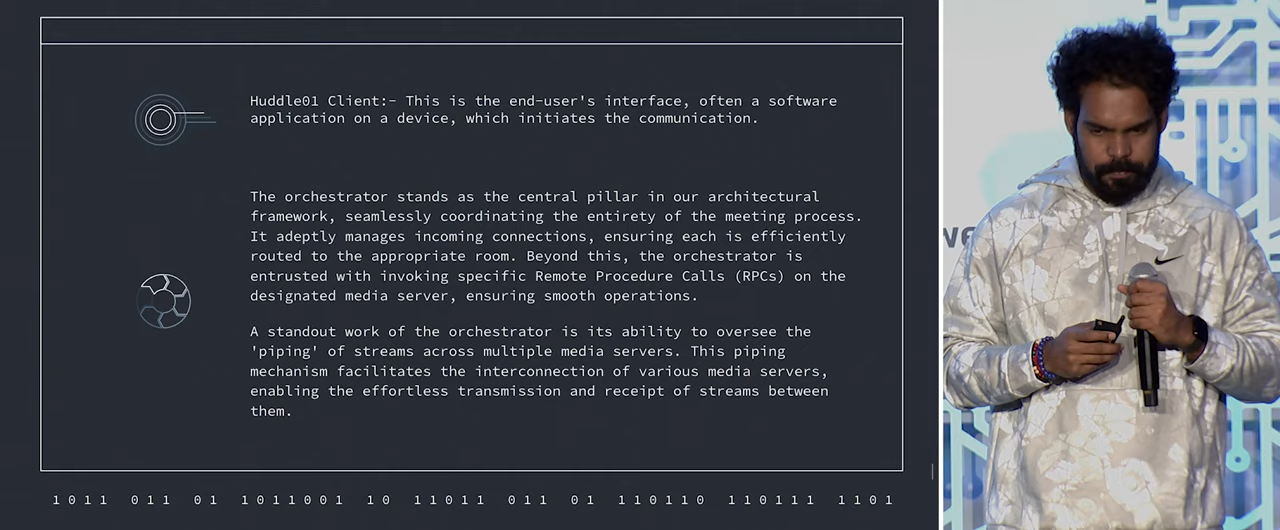 Huddle01 Client:- This is the end-user's interface, often a software
application on a device, which initiates the communication.
The orchestrator stands as the central pillar in our architectural
framework, seamlessly coordinating the entirety of the meeting process.
It adeptly manages incoming connections, ensuring each is efficiently
routed to the appropriate room. Beyond this, the orchestrator is
entrusted with invoking specific Remote Procedure Calls (RPCs) on the
designated media server, ensuring smooth operations.
A standout work of the orchestrator is its ability to oversee the
'piping' of streams across multiple media servers. This piping
mechanism facilitates the interconnection of various media servers,
enabling the effortless transmission and receipt of streams between
them.
1011 011 01 1011001 10 11011 011 01 110110 110111 1101